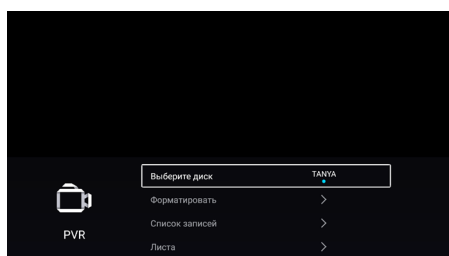 Выберите диск TANYA
Форматировать
Список записей
PVR
Листа